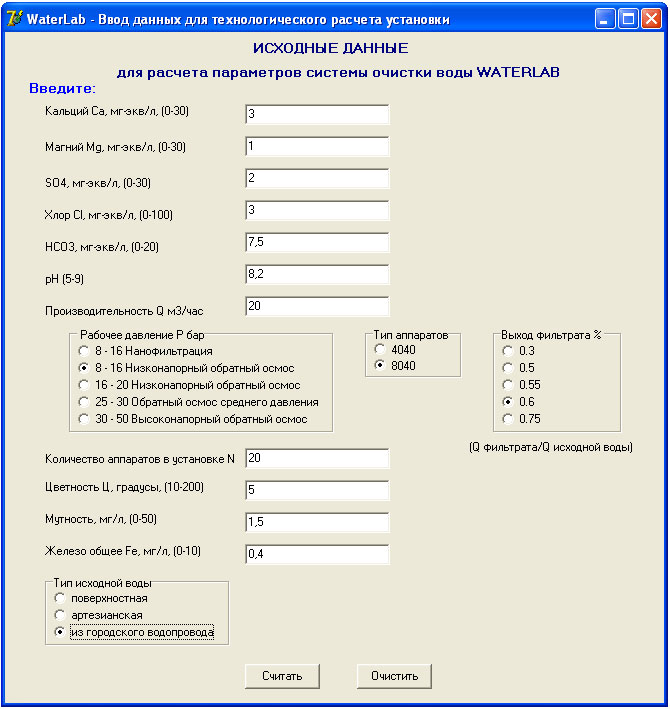 WaterLab - Ввод данных для технологического расчета установки
ИСХОДНЫЕ ДАННЫЕ
для расчета параметров системы очистки воды WATERLAB
Введите:
Кальций Ca, мг-экв/л, (0-30) 3
Магний Mg, мг-экв/л, (0-30) 1
SO4, мг-экв/л, (0-30) 2
Хлор Cl, мг-экв/л, (0-100) 3
HCO3, мг-экв/л, (0-20) 7,5
pH (5-9) 8,2
Производительность Q м3/час 20
Рабочее давление P бар
8 - 16 Нанофильтрация
8 - 16 Низконапорный обратный осмос
16 - 20 Низконапорный обратный осмос
25 - 30 Обратный осмос среднего давления
30 - 50 Высоконапорный обратный осмос
Тип аппаратов
4040
8040
Выход фильтрата %
0.3
0.5
0.55
0.6
0.75
(Q фильтрата/Q исходной воды)
Количество аппаратов в установке N 20
Цветность Ц, градусы, (10-200) 5
Мутность, мг/л, (0-50) 1,5
Железо общее Fe, мг/л, (0-10) 0,4
Тип исходной воды
поверхностная
артезианская
из городского водопровода
Считать Очистить